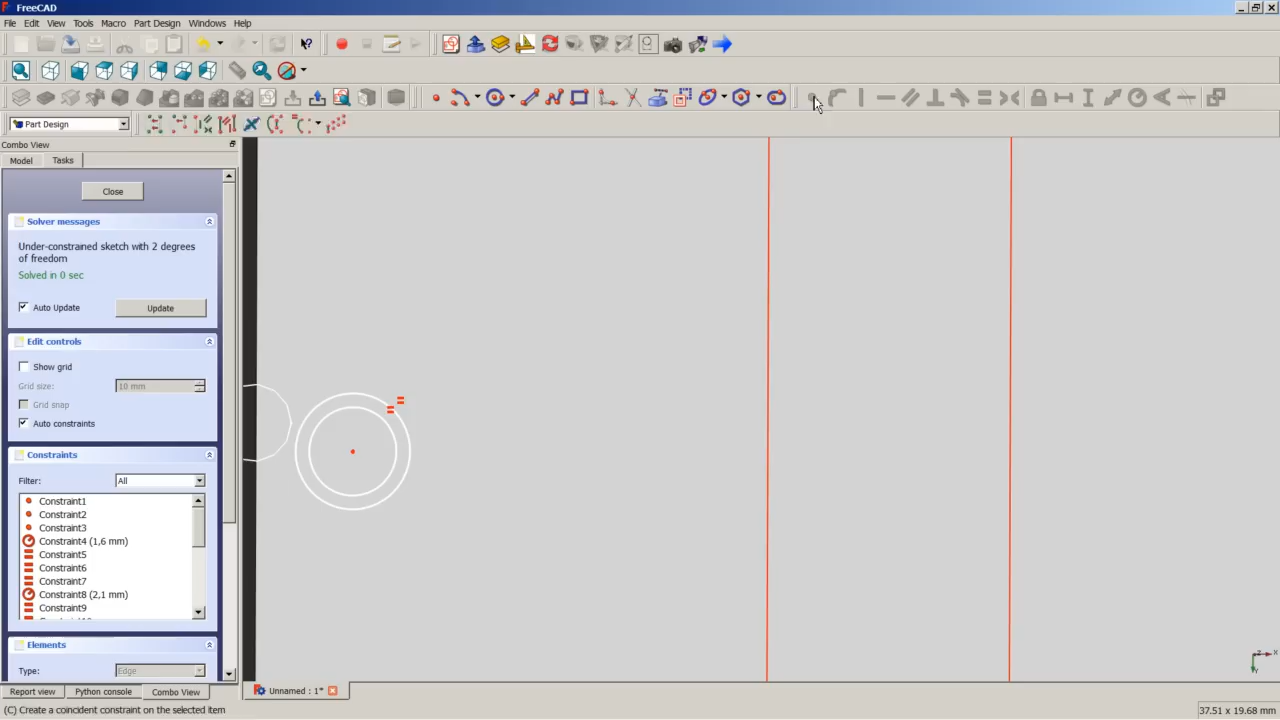 FreeCAD
File Edit View Tools Macro Part Design Windows Help
Part Design
Combo View
Model Tasks
Close
Solver messages
Under-constrained sketch with 2 degrees
of freedom
Solved in 0 sec
Auto Update Update
Edit controls
Show grid
Grid size: 10 mm
Grid snap
Auto constraints
Constraints
Filter: All
Constraint1
Constraint2
Constraint3
Constraint4 (1,6 mm)
Constraint5
Constraint6
Constraint7
Constraint8 (2,1 mm)
Constraint9
Elements
Type: Edge
Report view Python console Combo View
Unnamed : 1*
(C) Create a coincident constraint on the selected item
37.51 x 19.68 mm